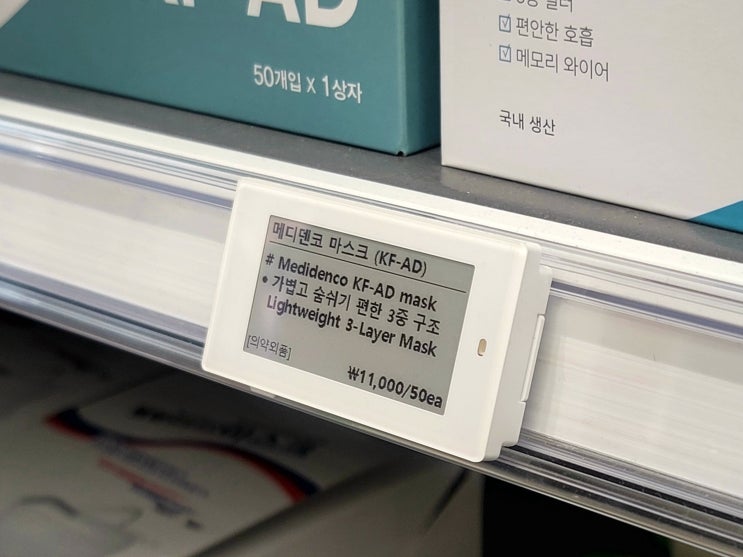 KF-AD
50개입 x 1상자
필터
편안한 호흡
메모리 와이어
국내 생산
메디덴코 마스크 (KF-AD)
# Medidenco KF-AD mask
• 가볍고 숨쉬기 편한 3중 구조
Lightweight 3-Layer Mask
[의약외품]
₩11,000/50ea